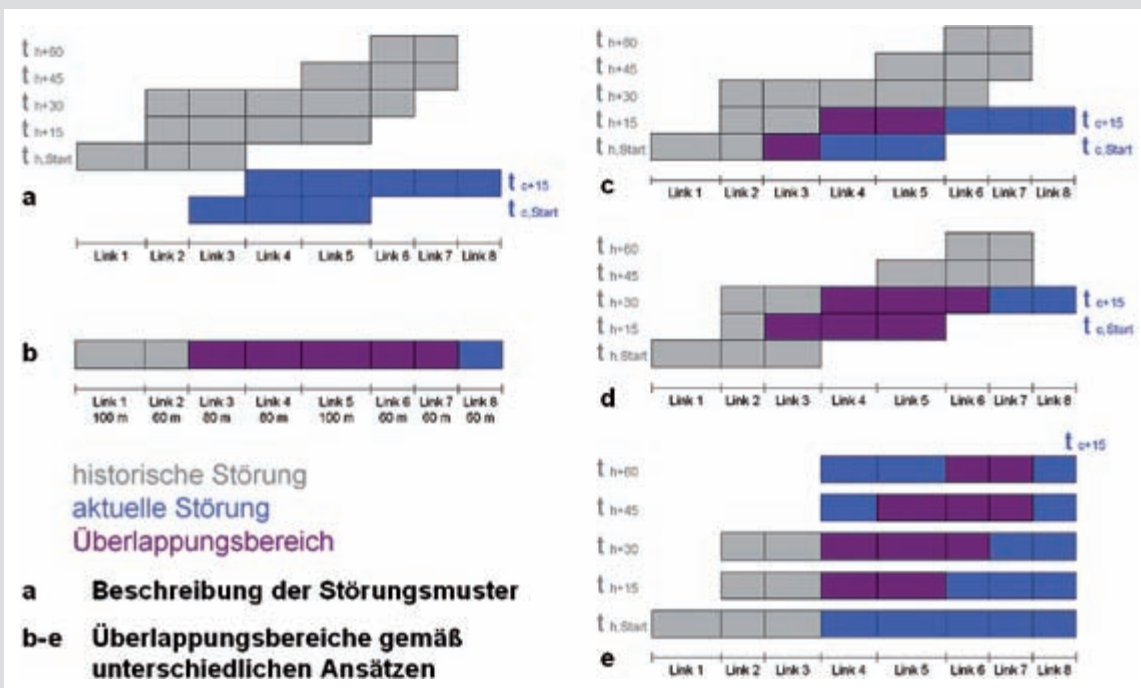 t h+60
t h+45
t h+30
t h+15
t h,Start
a
t c+15
t c,Start
Link 1 Link 2 Link 3 Link 4 Link 5 Link 6 Link 7 Link 8
b
Link 1 Link 2 Link 3 Link 4 Link 5 Link 6 Link 7 Link 8
100 m 60 m 80 m 80 m 100 m 60 m 60 m 60 m
historische Störung
aktuelle Störung
Überlappungsbereich
a Beschreibung der Störungsmuster
b-e Überlappungsbereiche gemäß
unterschiedlichen Ansätzen
t h+60
t h+45
t h+30
t h+15
t h,Start
t c+15
t c,Start
c
Link 1 Link 2 Link 3 Link 4 Link 5 Link 6 Link 7 Link 8
t h+60
t h+45
t h+30
t h+15
t h,Start
t c+15
t c,Start
d
Link 1 Link 2 Link 3 Link 4 Link 5 Link 6 Link 7 Link 8
t c+15
t h+60
t h+45
t h+30
t h+15
t h,Start
e
Link 1 Link 2 Link 3 Link 4 Link 5 Link 6 Link 7 Link 8